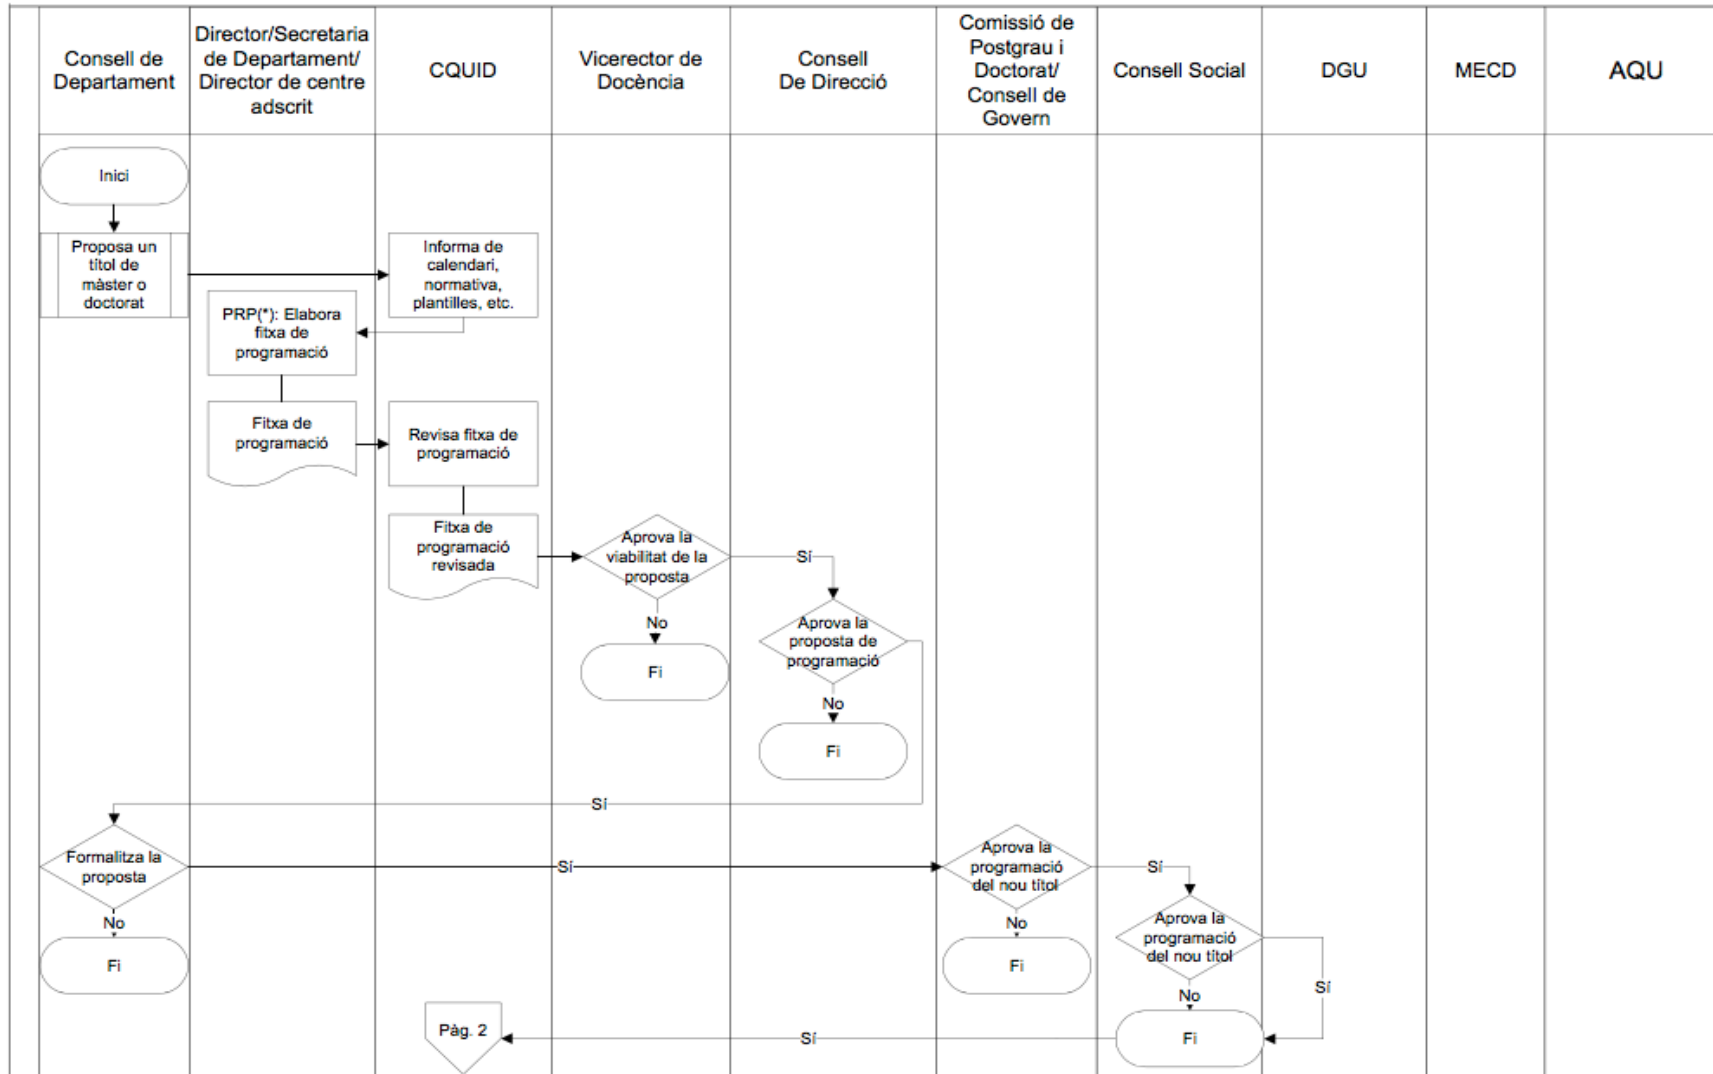 Consell de
Departament
Director/Secretaria
de Departament/
Director de centre
adscrit
CQUID
Vicerector de
Docència
Consell
De Direcció
Comissió de
Postgrau i
Doctorat/
Consell de
Govern
Consell Social
DGU
MECD
AQU
Inici
Proposa un
títol de
màster o
doctorat
Informa de
calendari,
normativa,
plantilles, etc.
PRP(*): Elabora
fitxa de
programació
Fitxa de
programació
Revisa fitxa de
programació
Fitxa de
programació
revisada
Aprova la
viabilitat de la
proposta
Sí
No
Fi
Aprova la
proposta de
programació
No
Fi
Sí
Formalitza la
proposta
Sí
No
Fi
Aprova la
programació
del nou títol
Sí
No
Fi
Aprova la
programació
del nou títol
Sí
No
Fi
Sí
Pàg. 2